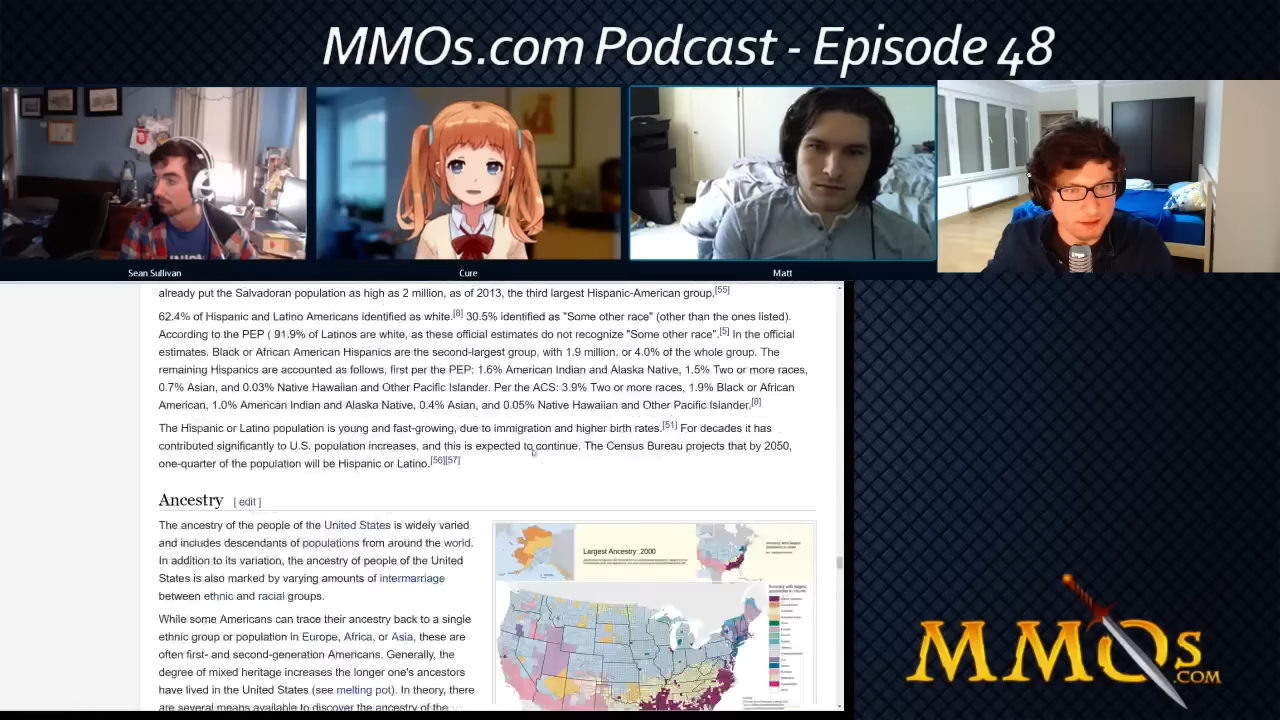 MMOs.com Podcast - Episode 48
Sean Sullivan
Cure
Matt
already put the Salvadoran population as high as 2 million, as of 2013, the third largest Hispanic-American group.[55]
62.4% of Hispanic and Latino Americans identified as white.[8] 30.5% identified as "Some other race" (other than the ones listed).
According to the PEP ( 91.9% of Latinos are white, as these official estimates do not recognize "Some other race".[5] In the official
estimates, Black or African American Hispanics are the second-largest group, with 1.9 million, or 4.0% of the whole group. The
remaining Hispanics are accounted as follows, first per the PEP: 1.6% American Indian and Alaska Native, 1.5% Two or more races,
0.7% Asian, and 0.03% Native Hawaiian and Other Pacific Islander. Per the ACS: 3.9% Two or more races, 1.9% Black or African
American, 1.0% American Indian and Alaska Native, 0.4% Asian, and 0.05% Native Hawaiian and Other Pacific Islander.[8]
The Hispanic or Latino population is young and fast-growing, due to immigration and higher birth rates.[51] For decades it has
contributed significantly to U.S. population increases, and this is expected to continue. The Census Bureau projects that by 2050,
one-quarter of the population will be Hispanic or Latino.[56][57]
Ancestry [ edit ]
The ancestry of the people of the United States is widely varied
and includes descendants of populations from around the world.
In addition to its variation, the ancestry of people of the United
States is also marked by varying amounts of intermarriage
between ethnic and racial groups.
While some Americans can trace their ancestry back to a single
ethnic group or population in Europe, Africa, or Asia, these are
often first- and second-generation Americans. Generally, the
degree of mixed heritage increases the longer one's ancestors
have lived in the United States (see melting pot). In theory, there
are several means available to discover the ancestry of the
Largest Ancestry: 2000
MMOs
.COM